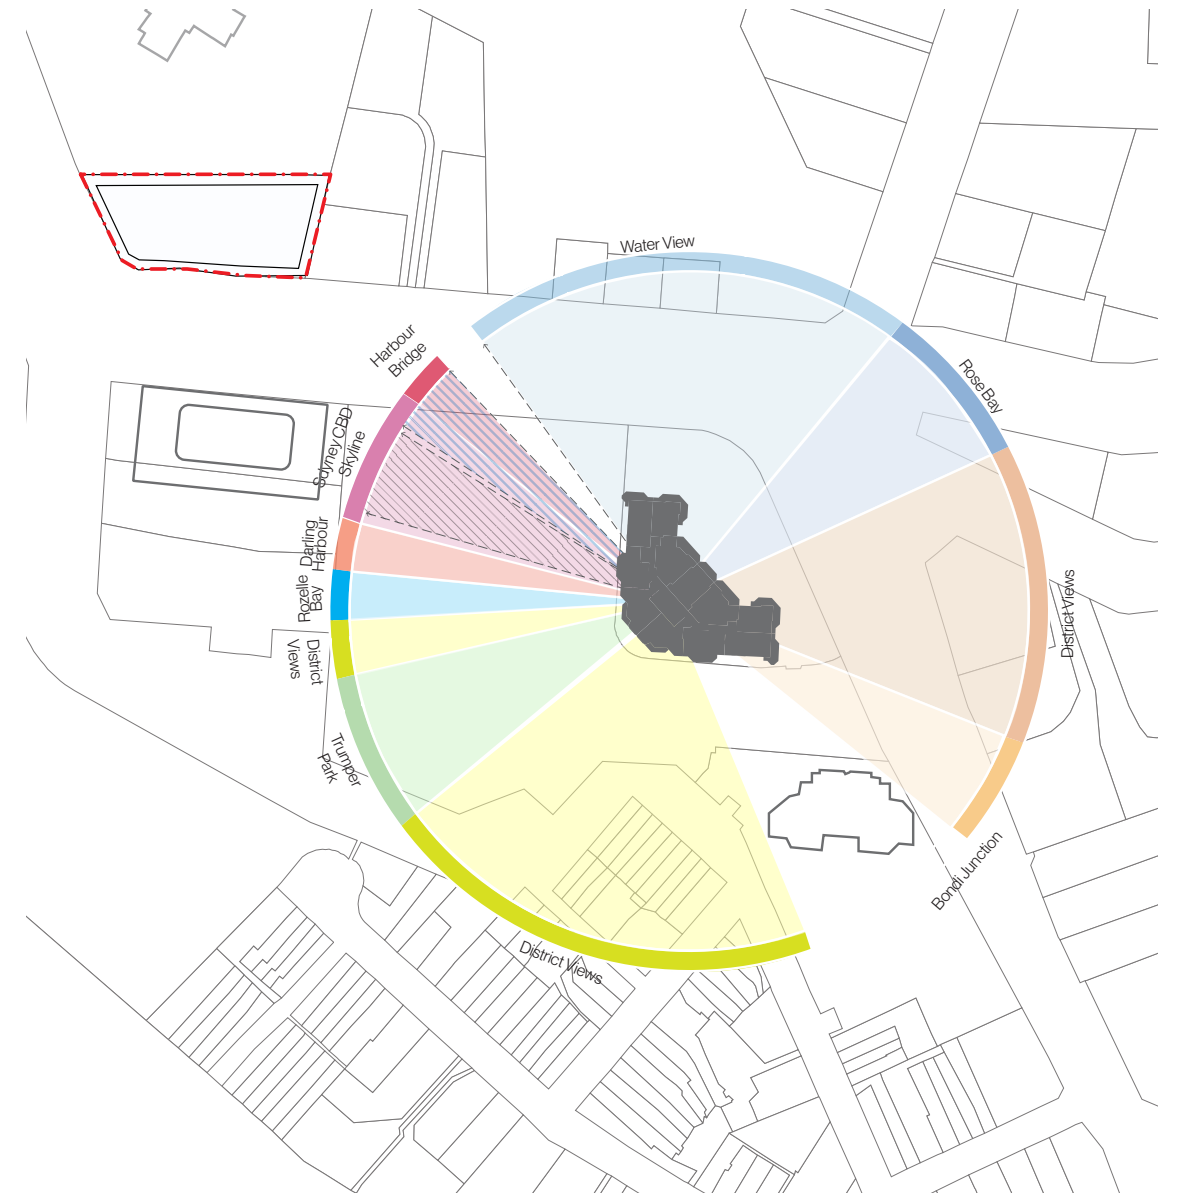 Water View
Harbour
Bridge
Rose Bay
Sdyney CBD
Skyline
Darling
Harbour
Rozelle
Bay
District
Views
District Views
Trumper
Park
Bondi Junction
District Views